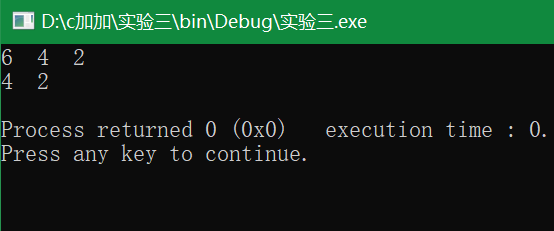 D:\c加加\实验三\bin\Debug\实验三.exe
6  4  2
4  2
Process returned 0 (0x0)   execution time : 0.
Press any key to continue.